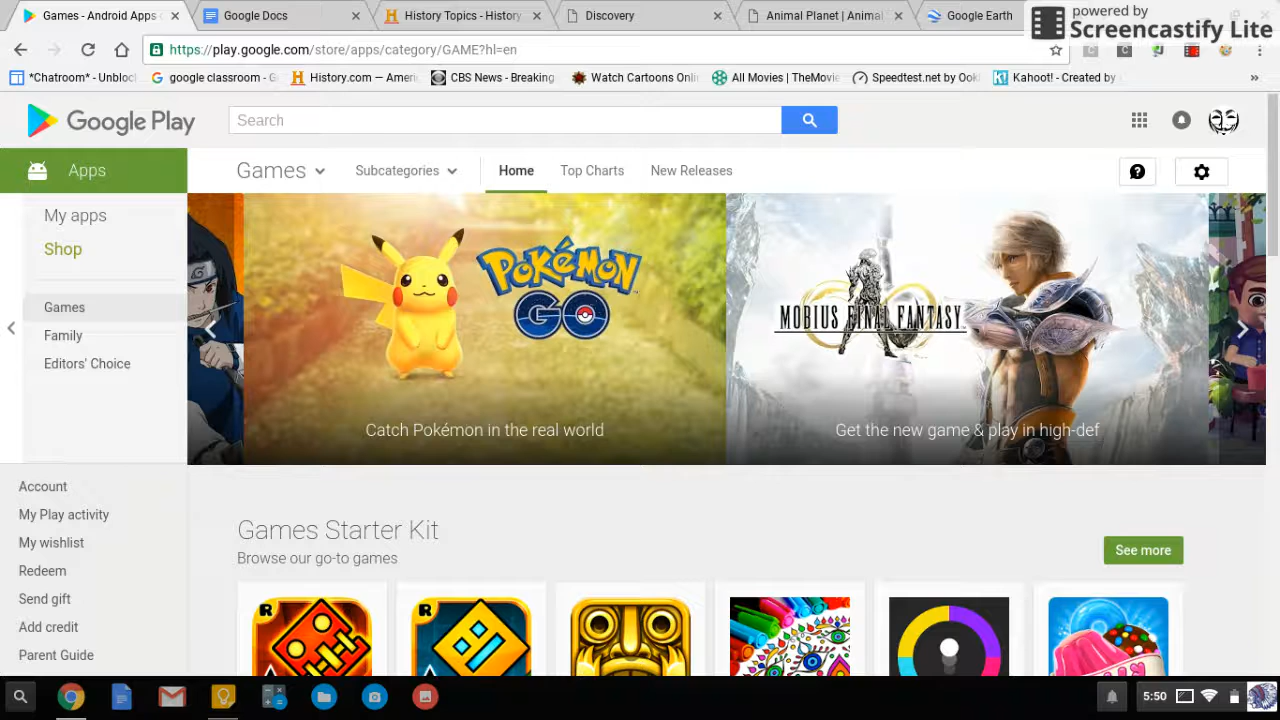 Games - Android Apps
Google Docs
History Topics - History
Discovery
Animal Planet | Animal
Google Earth
powered by
Screencastify Lite
https://play.google.com/store/apps/category/GAME?hl=en
*Chatroom* - Unbloc
google classroom - G
History.com — Amer
CBS News - Breaking
Watch Cartoons Onl
All Movies | TheMovi
Speedtest.net by Ook
Kahoot! - Created by
Google Play
Search
Apps
Games
Subcategories
Home
Top Charts
New Releases
My apps
Shop
Games
Family
Editors' Choice
POKéMON
GO
Catch Pokémon in the real world
MOBIUS FINAL FANTASY
Get the new game & play in high-def
Account
My Play activity
My wishlist
Redeem
Send gift
Add credit
Parent Guide
Games Starter Kit
Browse our go-to games
See more
R
R
5:50